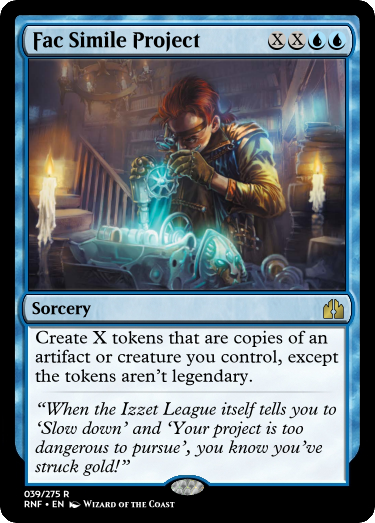 Fac Simile Project XXUU
Sorcery
Create X tokens that are copies of an
artifact or creature you control, except
the tokens aren't legendary.
“When the Izzet League itself tells you to
‘Slow down’ and ‘Your project is too
dangerous to pursue’, you know you’ve
struck gold!”
039/275 R
RNF • EN Wizard of the Coast